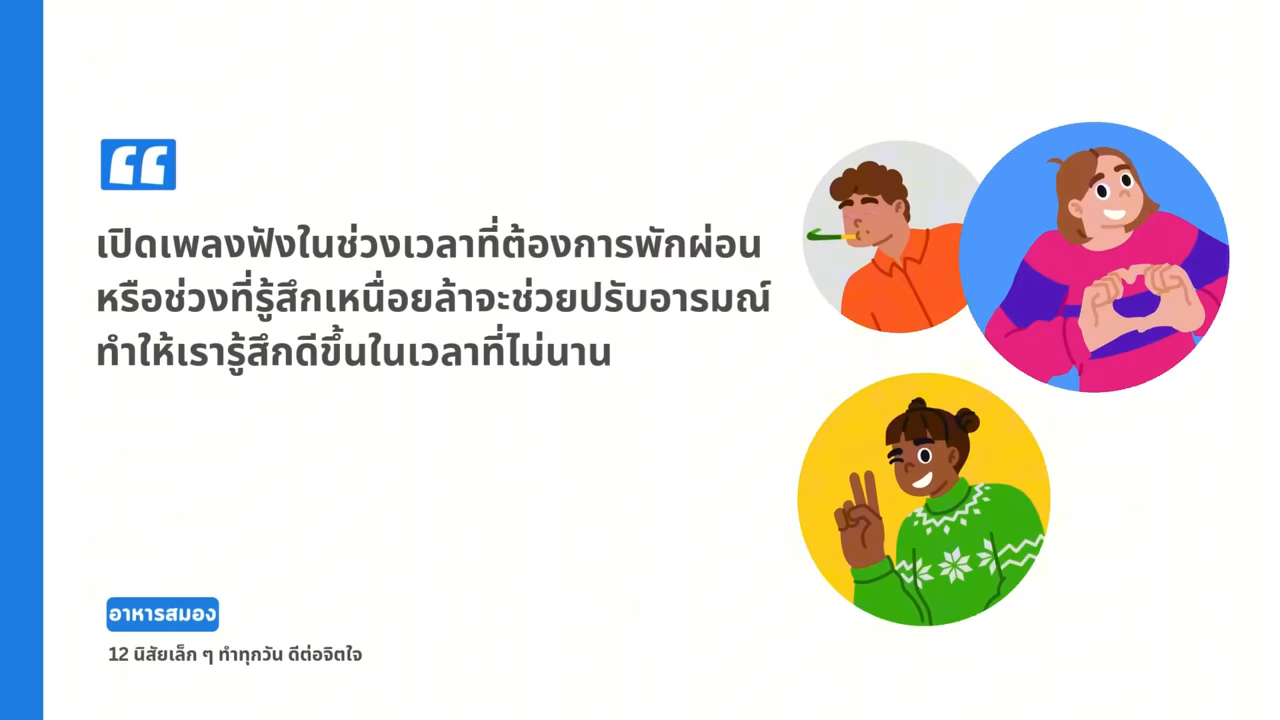 เปิดเพลงฟังในช่วงเวลาที่ต้องการพักผ่อน
หรือช่วงที่รู้สึกเหนื่อยล้าจะช่วยปรับอารมณ์
ทำให้เรารู้สึกดีขึ้นในเวลาที่ไม่นาน
อาหารสมอง
12 นิสัยเล็ก ๆ ทำทุกวัน ดีต่อจิตใจ